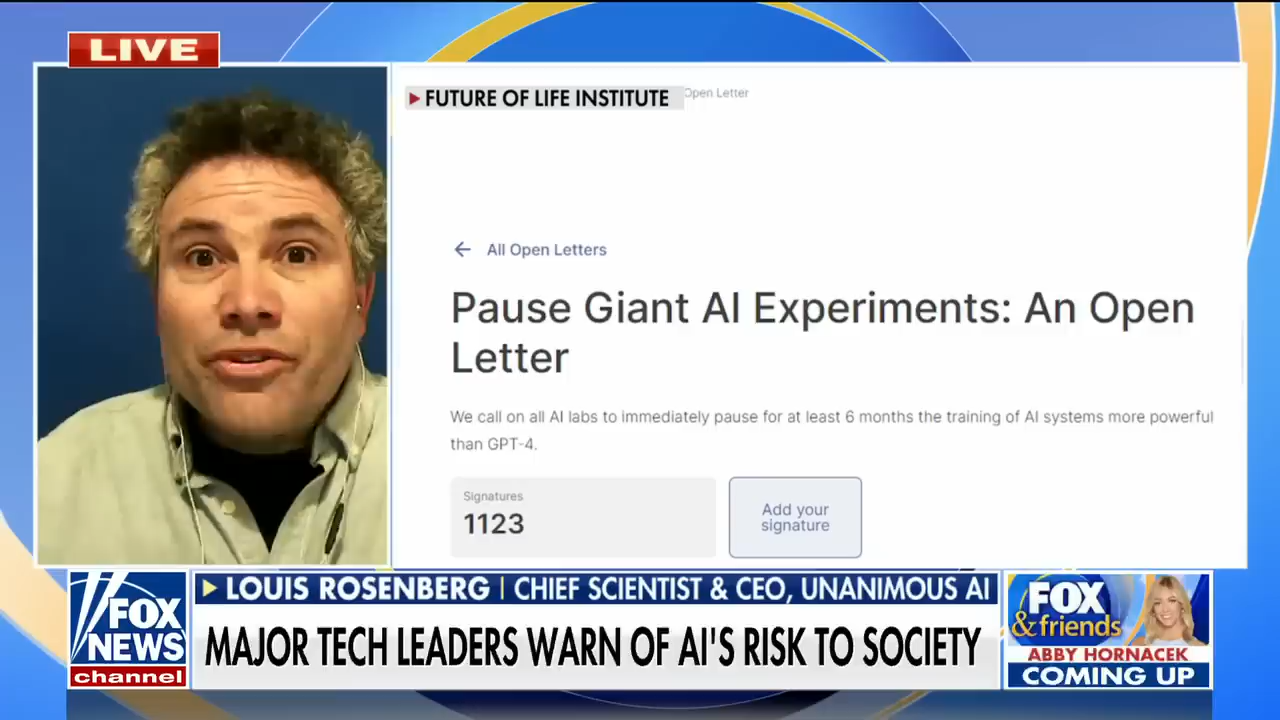 LIVE
FUTURE OF LIFE INSTITUTE
Open Letter
← All Open Letters
Pause Giant AI Experiments: An Open
Letter
We call on all AI labs to immediately pause for at least 6 months the training of AI systems more powerful
than GPT-4.
Signatures
1123
Add your
signature
FOX
NEWS
channel
LOUIS ROSENBERG | CHIEF SCIENTIST & CEO, UNANIMOUS AI
MAJOR TECH LEADERS WARN OF AI'S RISK TO SOCIETY
FOX
& friends
ABBY HORNACEK
COMING UP